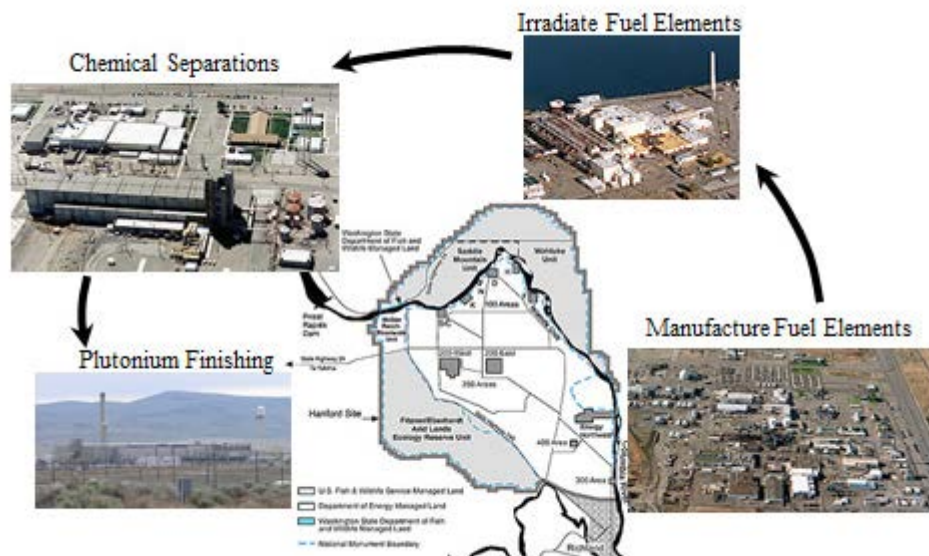 Irradiate Fuel Elements
Chemical Separations
Manufacture Fuel Elements
Plutonium Finishing
Washington State
Department of Fish and
Wildlife Managed Land
Saddle
Mountain
Unit
Wahluke
Unit
N
D
K
B/C
100 Areas
Priest
Rapids
Dam
200-West
200-East
200 Areas
State Highway
Hanford Site
Arid Lands
Ecology Reserve Unit
Energy
Northwest
400 Area
300 Area
Richland
U.S. Fish & Wildlife Service Managed Land
Department of Energy Managed Land
Washington State Department of Fish
and Wildlife Managed Land
National Monument Boundary